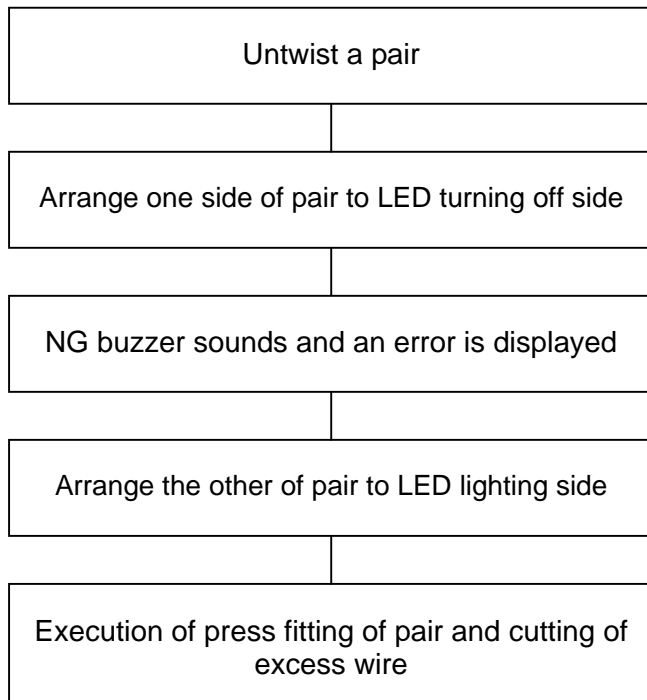 Untwist a pair
Arrange one side of pair to LED turning off side
NG buzzer sounds and an error is displayed
Arrange the other of pair to LED lighting side
Execution of press fitting of pair and cutting of
excess wire